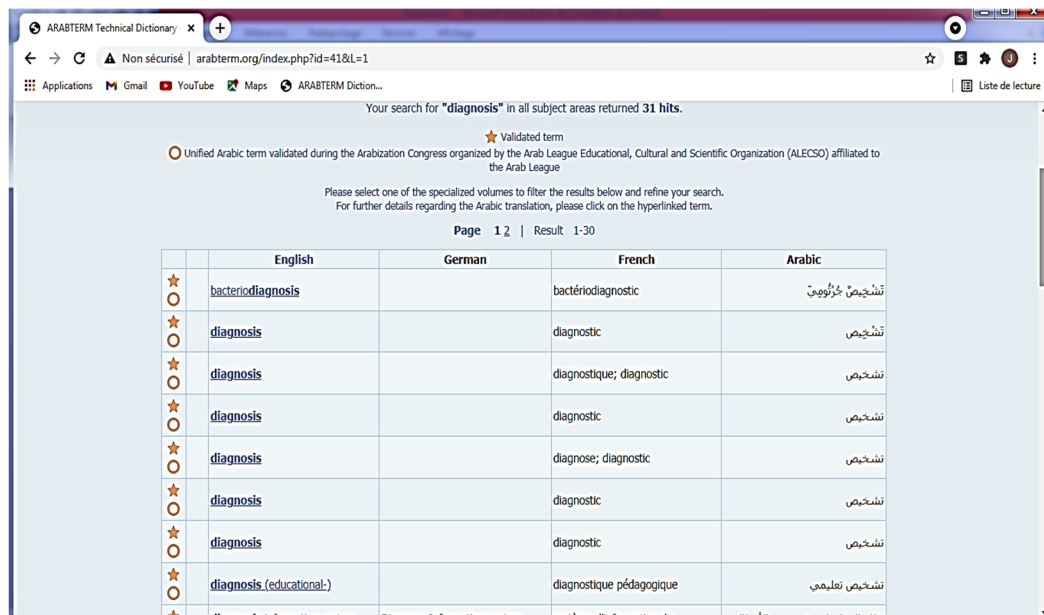 ARABTERM Technical Dictionary
Non sécurisé | arabterm.org/index.php?id=41&L=1
S
J
Applications Gmail YouTube Maps ARABTERM Diction... Liste de lecture
Your search for "diagnosis" in all subject areas returned 31 hits.
Validated term
Unified Arabic term validated during the Arabization Congress organized by the Arab League Educational, Cultural and Scientific Organization (ALECSO) affiliated to
the Arab League
Please select one of the specialized volumes to filter the results below and refine your search.
For further details regarding the Arabic translation, please click on the hyperlinked term.
Page 1 2 | Result 1-30
English German French Arabic
bacteriodiagnosis bactériodiagnostic تَشْخِيصٌ جُرْثُومِيّ
diagnosis diagnostic تَشْخِيص
diagnosis diagnostique; diagnostic تشخيص
diagnosis diagnostic تشخيص
diagnosis diagnose; diagnostic تشخيص
diagnosis diagnostic تشخيص
diagnosis diagnostic تشخيص
diagnosis (educational-) diagnostique pédagogique تشخيص تعليمي